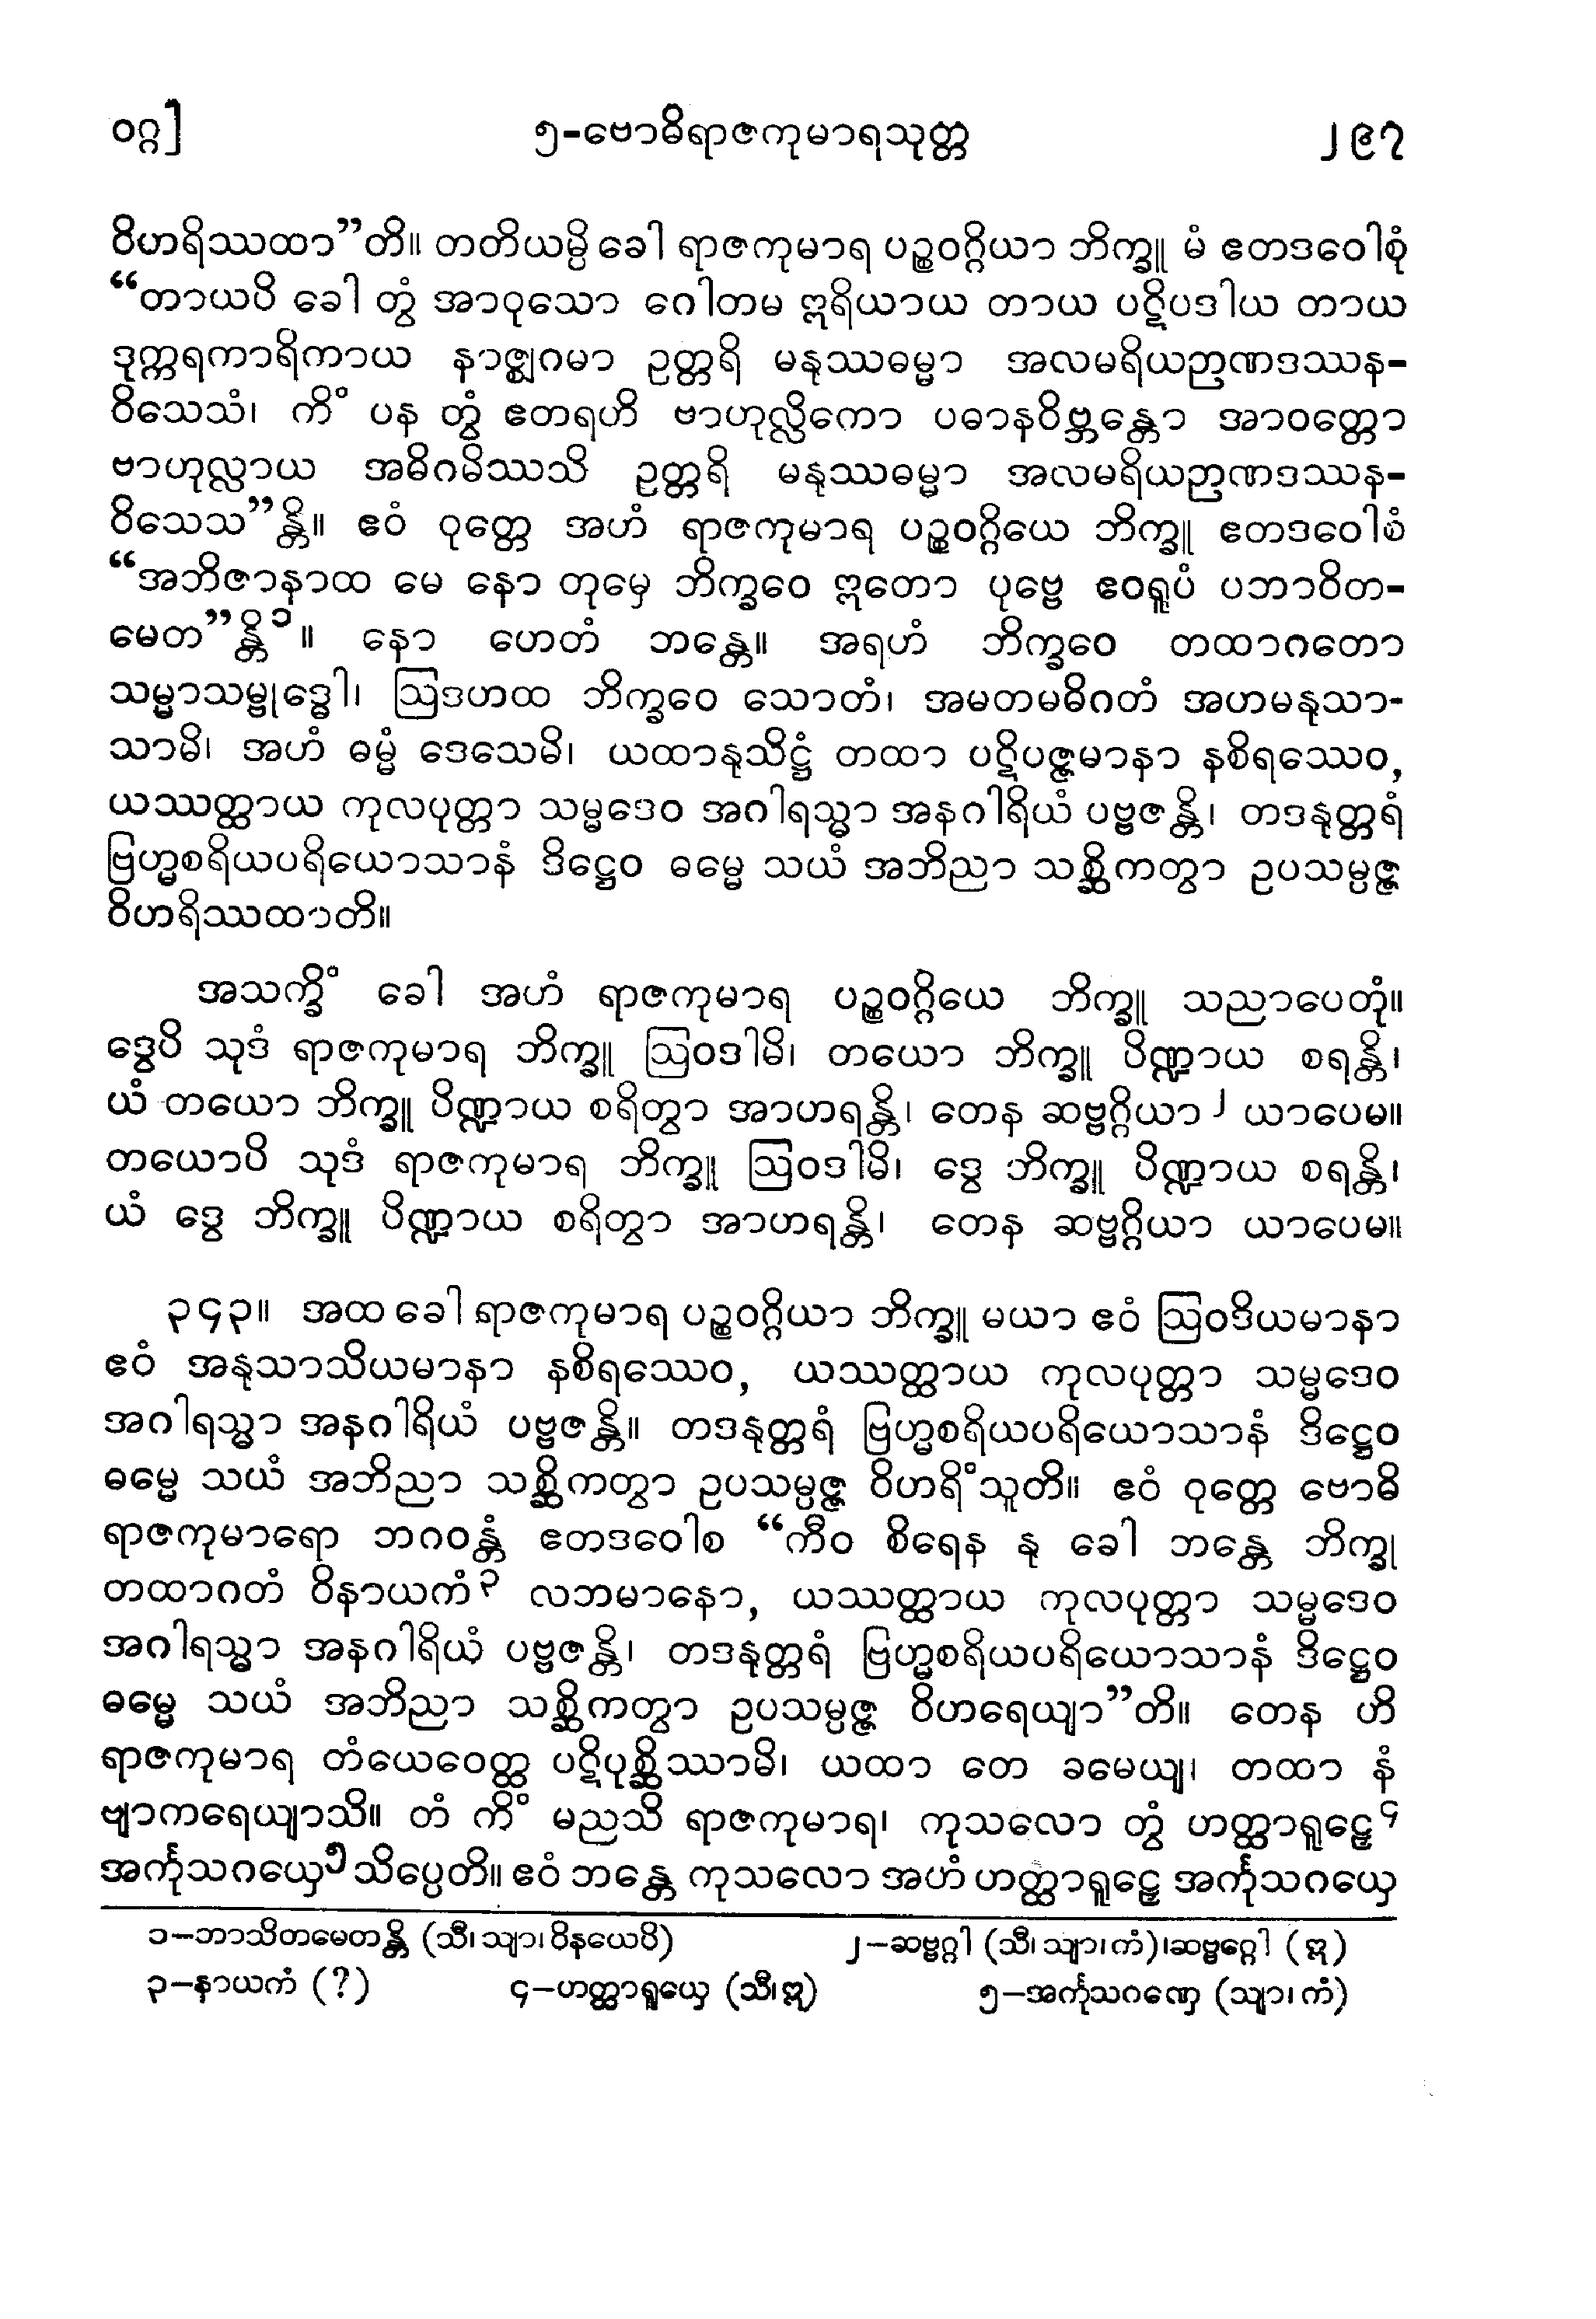 ဝဂ္ဂ]
၅-ဗောဓိရာဇကုမာရသုတ္တ
၂၉၇
ဝိဟရိဿထာ”တိ။ တတိယမ္ပိ ခေါ ရာဇကုမာရ ပဉ္စဝဂ္ဂိယာ ဘိက္ခူ မံ ဧတဒဝေါစုံ
“တာယပိ ခေါ တွံ အာဝုသော ဂေါတမ ဣရိယာယ တာယ ပဋိပဒါယ တာယ
ဒုက္ကရကာရိကာယ နာဇ္ဈဂမာ ဥတ္တရိ မနုဿဓမ္မာ အလမရိယဉာဏဒဿန-
ဝိသေသံ၊ ကိံ ပန တွံ ဧတရဟိ ဗာဟုလ္လိကော ပဓာနဝိဗ္ဘန္တော အာဝတ္တော
ဗာဟုလ္လာယ အဓိဂမိဿသိ ဥတ္တရိ မနုဿဓမ္မာ အလမရိယဉာဏဒဿန-
ဝိသေသ”န္တိ။ ဧဝံ ဝုတ္တေ အဟံ ရာဇကုမာရ ပဉ္စဝဂ္ဂိယေ ဘိက္ခူ ဧတဒဝေါစံ
“အဘိဇာနာထ မေ နော တုမှေ ဘိက္ခဝေ ဣတော ပုဗ္ဗေ ဧဝရူပံ ပဘာဝိတ-
မေတ”န္တိ၁။ နော ဟေတံ ဘန္တေ။ အရဟံ ဘိက္ခဝေ တထာဂတော
သမ္မာသမ္ဗုဒ္ဓေါ၊ ဩဒဟထ ဘိက္ခဝေ သောတံ၊ အမတမဓိဂတံ အဟမနုသာ-
သာမိ၊ အဟံ ဓမ္မံ ဒေသေမိ၊ ယထာနုသိဋ္ဌံ တထာ ပဋိပဇ္ဇမာနာ နစိရဿေဝ,
ယဿတ္ထာယ ကုလပုတ္တာ သမ္မဒေဝ အဂါရသ္မာ အနဂါရိယံ ပဗ္ဗဇန္တိ၊ တဒနုတ္တရံ
ဗြဟ္မစရိယပရိယောသာနံ ဒိဋ္ဌေဝ ဓမ္မေ သယံ အဘိညာ သစ္ဆိကတွာ ဥပသမ္ပဇ္ဇ
ဝိဟရိဿထာတိ။
အသက္ခိံ ခေါ အဟံ ရာဇကုမာရ ပဉ္စဝဂ္ဂိယေ ဘိက္ခူ သညာပေတုံ။
ဒွေပိ သုဒံ ရာဇကုမာရ ဘိက္ခူ ဩဝဒါမိ၊ တယော ဘိက္ခူ ပိဏ္ဍာယ စရန္တိ၊
ယံ တယော ဘိက္ခူ ပိဏ္ဍာယ စရိတွာ အာဟရန္တိ၊ တေန ဆဗ္ဗဂ္ဂိယာ၂ ယာပေမ။
တယောပိ သုဒံ ရာဇကုမာရ ဘိက္ခူ ဩဝဒါမိ၊ ဒွေ ဘိက္ခူ ပိဏ္ဍာယ စရန္တိ၊
ယံ ဒွေ ဘိက္ခူ ပိဏ္ဍာယ စရိတွာ အာဟရန္တိ၊ တေန ဆဗ္ဗဂ္ဂိယာ ယာပေမ။
၃၄၃။ အထ ခေါ ရာဇကုမာရ ပဉ္စဝဂ္ဂိယာ ဘိက္ခူ မယာ ဧဝံ ဩဝဒိယမာနာ
ဧဝံ အနုသာသိယမာနာ နစိရဿေဝ, ယဿတ္ထာယ ကုလပုတ္တာ သမ္မဒေဝ
အဂါရသ္မာ အနဂါရိယံ ပဗ္ဗဇန္တိ။ တဒနုတ္တရံ ဗြဟ္မစရိယပရိယောသာနံ ဒိဋ္ဌေဝ
ဓမ္မေ သယံ အဘိညာ သစ္ဆိကတွာ ဥပသမ္ပဇ္ဇ ဝိဟရိံသူတိ။ ဧဝံ ဝုတ္တေ ဗောဓိ
ရာဇကုမာရော ဘဂဝန္တံ ဧတဒဝေါစ “ကီဝ စိရေန နု ခေါ ဘန္တေ ဘိက္ခု
တထာဂတံ ဝိနာယကံ၃ လဘမာနော, ယဿတ္ထာယ ကုလပုတ္တာ သမ္မဒေဝ
အဂါရသ္မာ အနဂါရိယံ ပဗ္ဗဇန္တိ၊ တဒနုတ္တရံ ဗြဟ္မစရိယပရိယောသာနံ ဒိဋ္ဌေဝ
ဓမ္မေ သယံ အဘိညာ သစ္ဆိကတွာ ဥပသမ္ပဇ္ဇ ဝိဟရေယျာ”တိ။ တေန ဟိ
ရာဇကုမာရ တံယေဝေတ္ထ ပဋိပုစ္ဆိဿာမိ၊ ယထာ တေ ခမေယျ၊ တထာ နံ
ဗျာကရေယျာသိ။ တံ ကိံ မညသိ ရာဇကုမာရ၊ ကုသလော တွံ ဟတ္ထာရူဠှေ၄
အင်္ကုသဂယှေ၅ သိပ္ပေတိ။ ဧဝံ ဘန္တေ ကုသလော အဟံ ဟတ္ထာရူဠှေ အင်္ကုသဂယှေ
၁–ဘာသိတမေတန္တိ (သီ၊ သျာ၊ ဝိနယေပိ)
၂–ဆဗ္ဗဂ္ဂါ (သီ၊ သျာ၊ ကံ)၊ ဆဗ္ဗဂ္ဂေါ (ဣ)
၃–နာယကံ (?)
၄–ဟတ္ထာရူယှေ (သီ၊ ဣ)
၅–အင်္ကုသဂဏှေ (သျာ၊ ကံ)